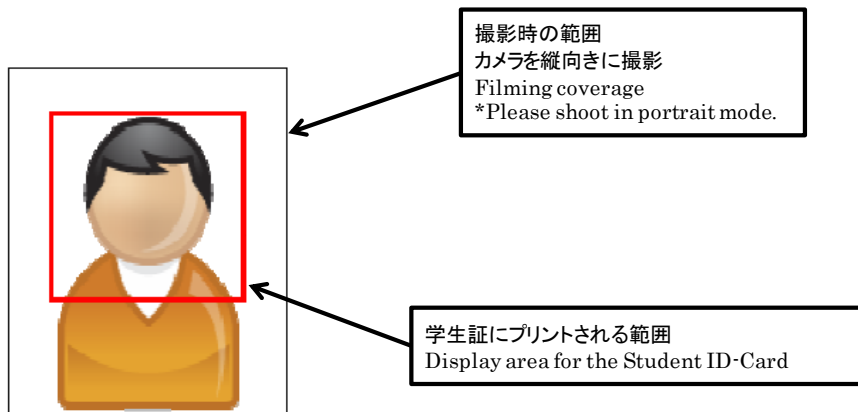 撮影時の範囲
カメラを縦向きに撮影
Filming coverage
*Please shoot in portrait mode.
学生証にプリントされる範囲
Display area for the Student ID-Card